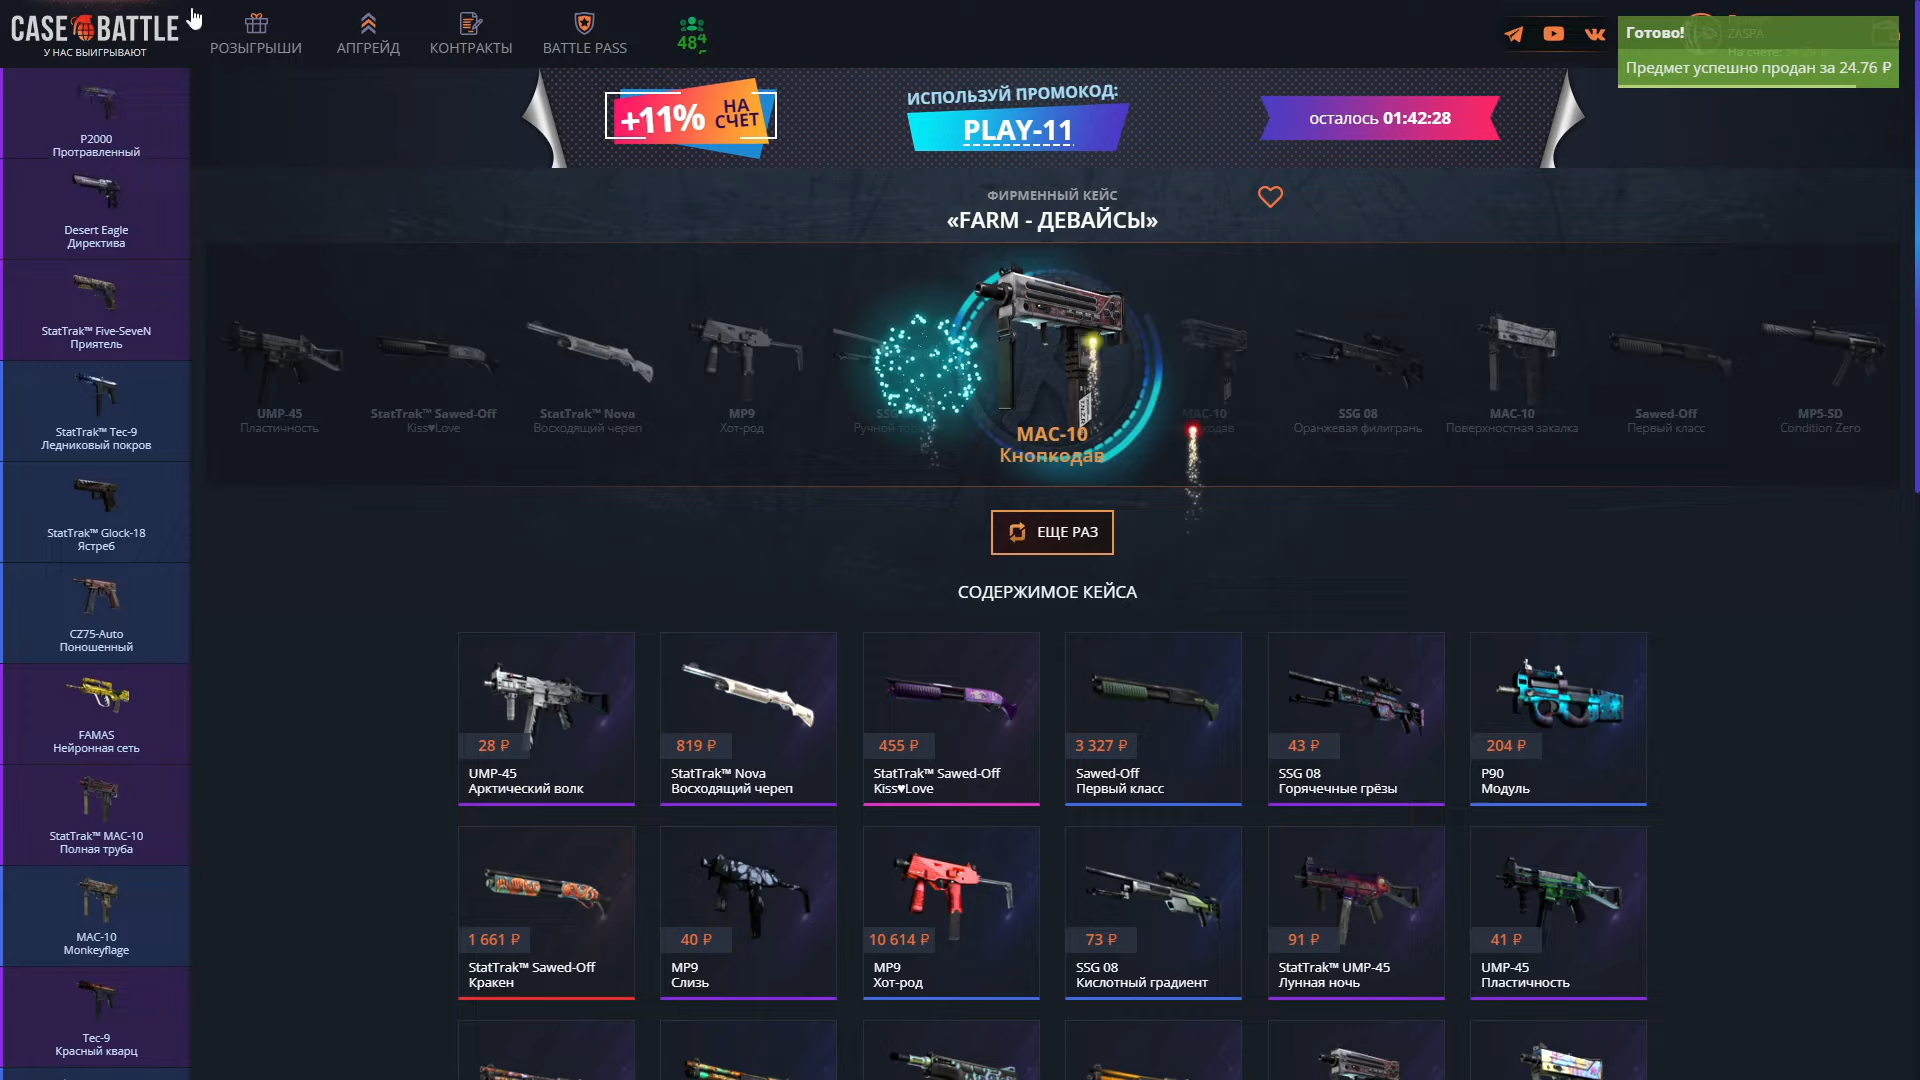 CASE BATTLE
У НАС ВЫИГРЫВАЮТ
РОЗЫГРЫШИ
АПГРЕЙД
КОНТРАКТЫ
BATTLE PASS
Готово!
Предмет успешно продан за 24.76 ₽
+11% НА СЧЕТ
ИСПОЛЬЗУЙ ПРОМОКОД:
PLAY-11
осталось 01:42:28
ФИРМЕННЫЙ КЕЙС
«FARM - ДЕВАЙСЫ»
P2000
Протравленный
Desert Eagle
Директива
StatTrak™ Five-SeveN
Приятель
StatTrak™ Tec-9
Ледниковый покров
StatTrak™ Glock-18
Ястреб
CZ75-Auto
Поношенный
FAMAS
Нейронная сеть
StatTrak™ MAC-10
Полная труба
MAC-10
Monkeyflage
Tec-9
Красный кварц
UMP-45
Пластичность
StatTrak™ Sawed-Off
Kiss♥Love
StatTrak™ Nova
Восходящий череп
MP9
Хот-род
MAC-10
Кнопкодав
MAC-10
SSG 08
Оранжевая филигрань
MAC-10
Поверхностная закалка
Sawed-Off
Первый класс
MP5-SD
Condition Zero
ЕЩЕ РАЗ
СОДЕРЖИМОЕ КЕЙСА
28 ₽
UMP-45
Арктический волк
819 ₽
StatTrak™ Nova
Восходящий череп
455 ₽
StatTrak™ Sawed-Off
Kiss♥Love
3 327 ₽
Sawed-Off
Первый класс
43 ₽
SSG 08
Горячечные грёзы
204 ₽
P90
Модуль
1 661 ₽
StatTrak™ Sawed-Off
Кракен
40 ₽
MP9
Слизь
10 614 ₽
MP9
Хот-род
73 ₽
SSG 08
Кислотный градиент
91 ₽
StatTrak™ UMP-45
Лунная ночь
41 ₽
UMP-45
Пластичность